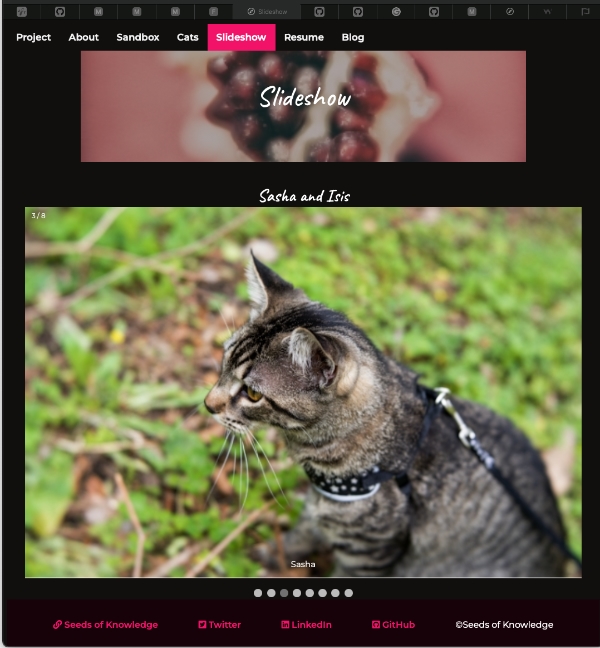 Slideshow
Project About Sandbox Cats Slideshow Resume Blog
Slideshow
Sasha and Isis
3 / 8
Sasha
Seeds of Knowledge Twitter LinkedIn GitHub ©Seeds of Knowledge